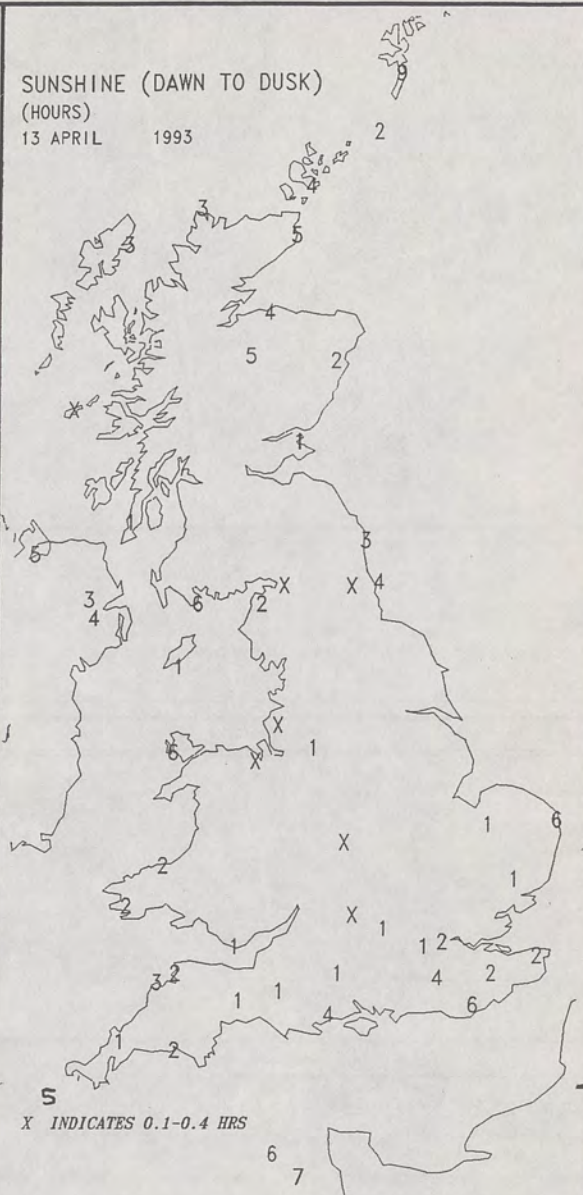 SUNSHINE (DAWN TO DUSK)
(HOURS)
13 APRIL 1993
9
2
4
3
5
3
4
5
2
X
1
3
5
X X 4
3 6 2
4
1
X
6 1
X
1 6
X
2 1
2 X 1
1 1 2 2
3 2 1 4 2
1 1 4 6
1 2
5
X INDICATES 0.1-0.4 HRS
6
7